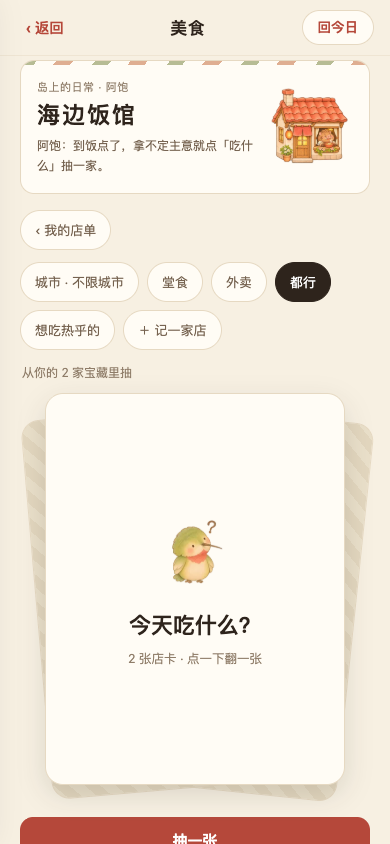 ‹ 返回
美食
回今日
岛上的日常 · 阿饱
海边饭馆
阿饱：到饭点了，拿不定主意就点「吃什
么」抽一家。
‹ 我的店单
城市 · 不限城市
堂食
外卖
都行
想吃热乎的
＋ 记一家店
从你的 2 家宝藏里抽
?
今天吃什么?
2 张店卡 · 点一下翻一张
抽一张